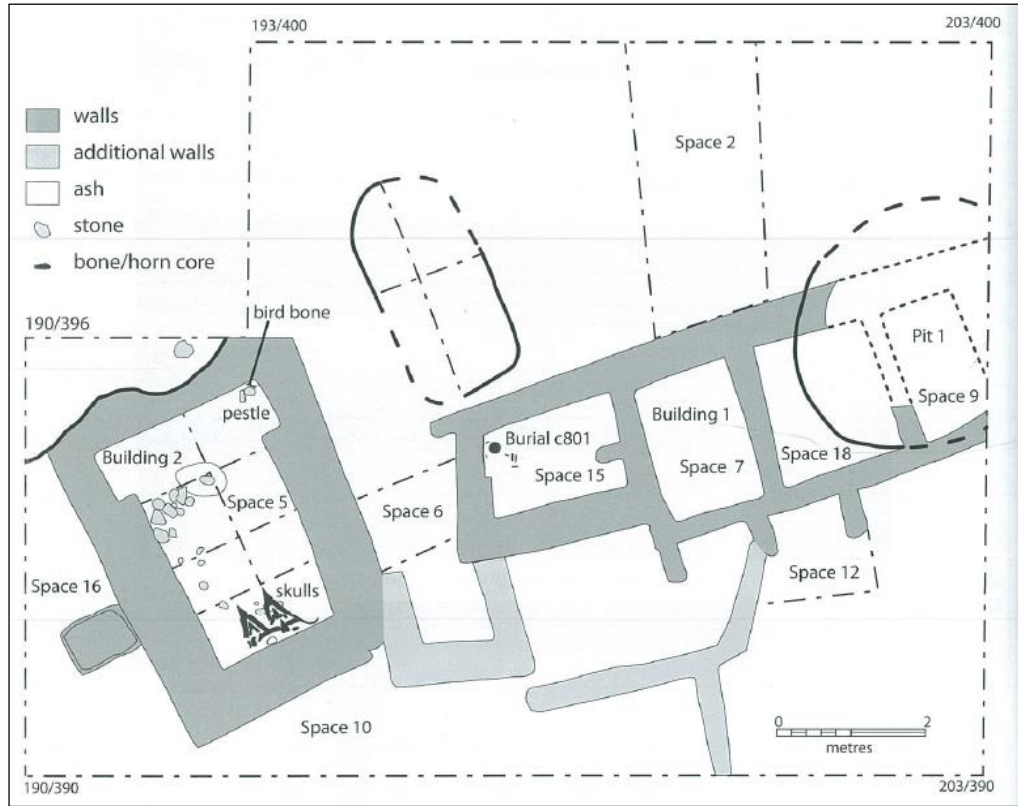 193/400
203/400
walls
additional walls
ash
stone
bone/horn core
Space 2
bird bone
190/396
pestle
Pit 1
Space 9
Building 1
Burial c801
Building 2
Space 15
Space 7
Space 18
Space 5
Space 6
Space 16
skulls
Space 12
Space 10
0 2
metres
190/390
203/390